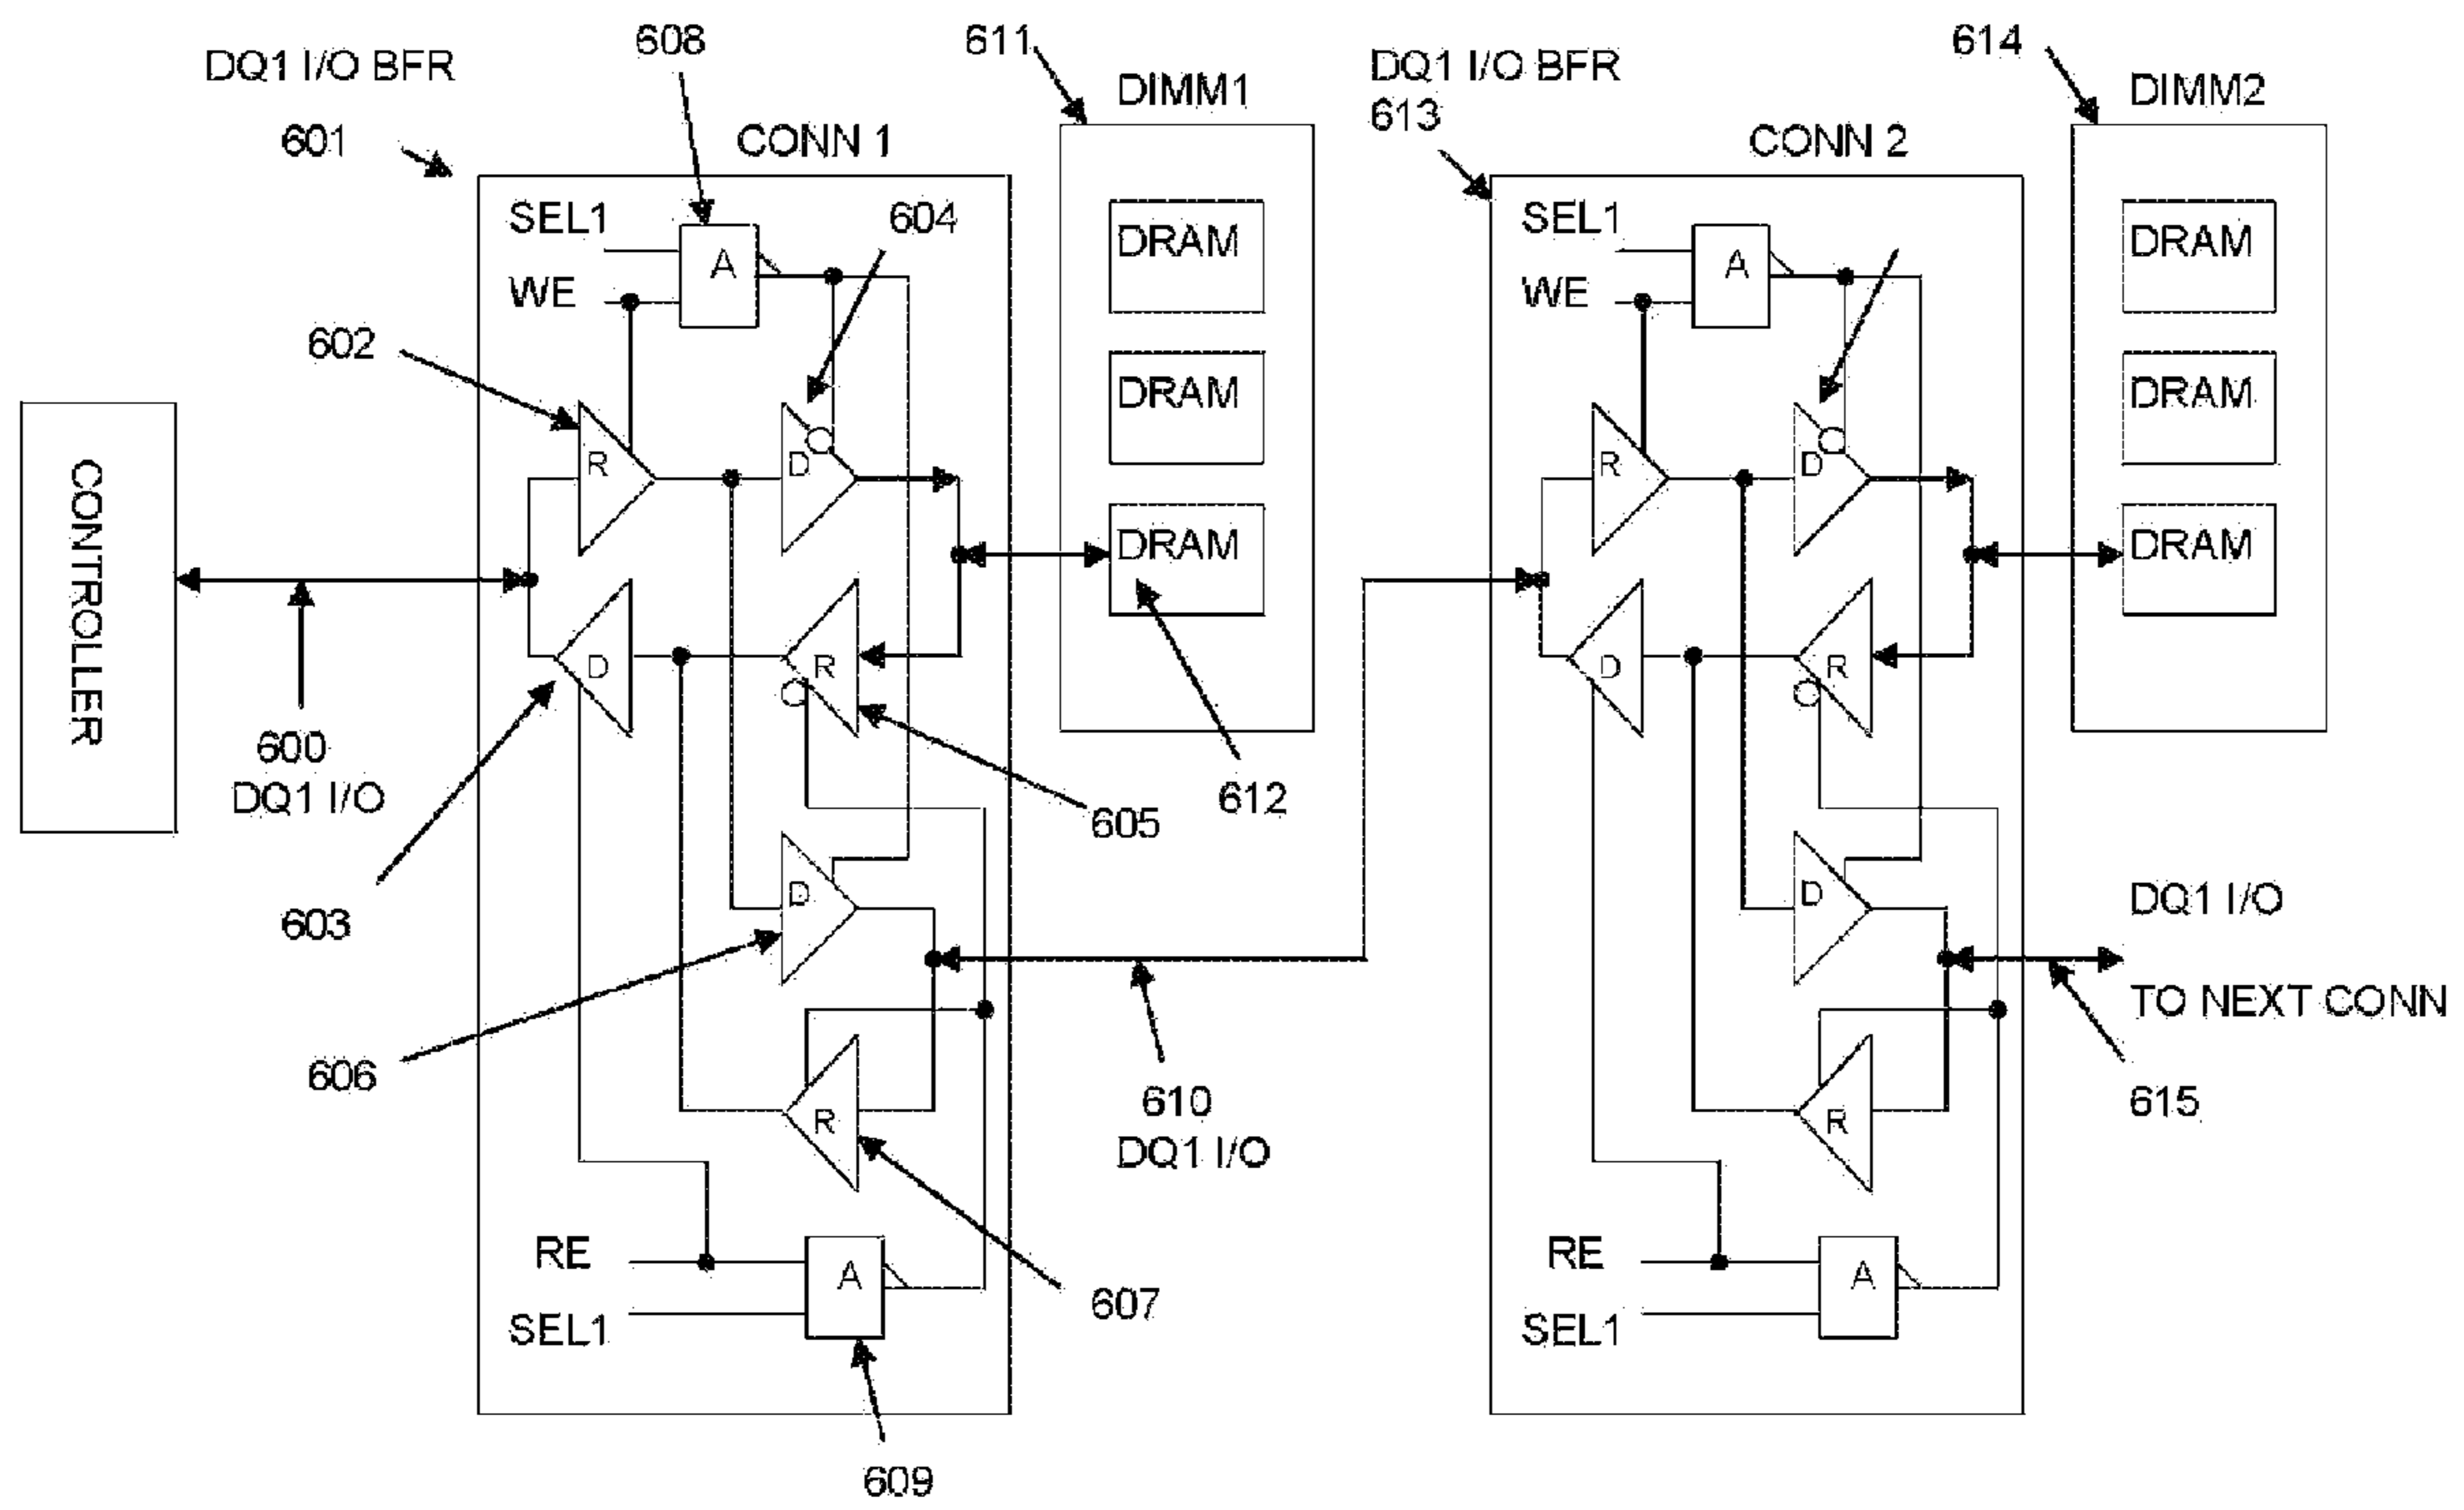 608
DQ1 I/O BFR
601
CONN 1
611
DIMM1
DQ1 I/O BFR
613
CONN 2
614
DIMM2
SEL1
WE
A
604
602
R
D
DRAM
DRAM
DRAM
612
CONTROLLER
600
DQ1 I/O
D
R
605
603
D
606
R
607
610
DQ1 I/O
RE
SEL1
A
609
SEL1
WE
A
R
D
DRAM
DRAM
DRAM
D
R
D
R
DQ1 I/O
TO NEXT CONN
615
RE
SEL1
A